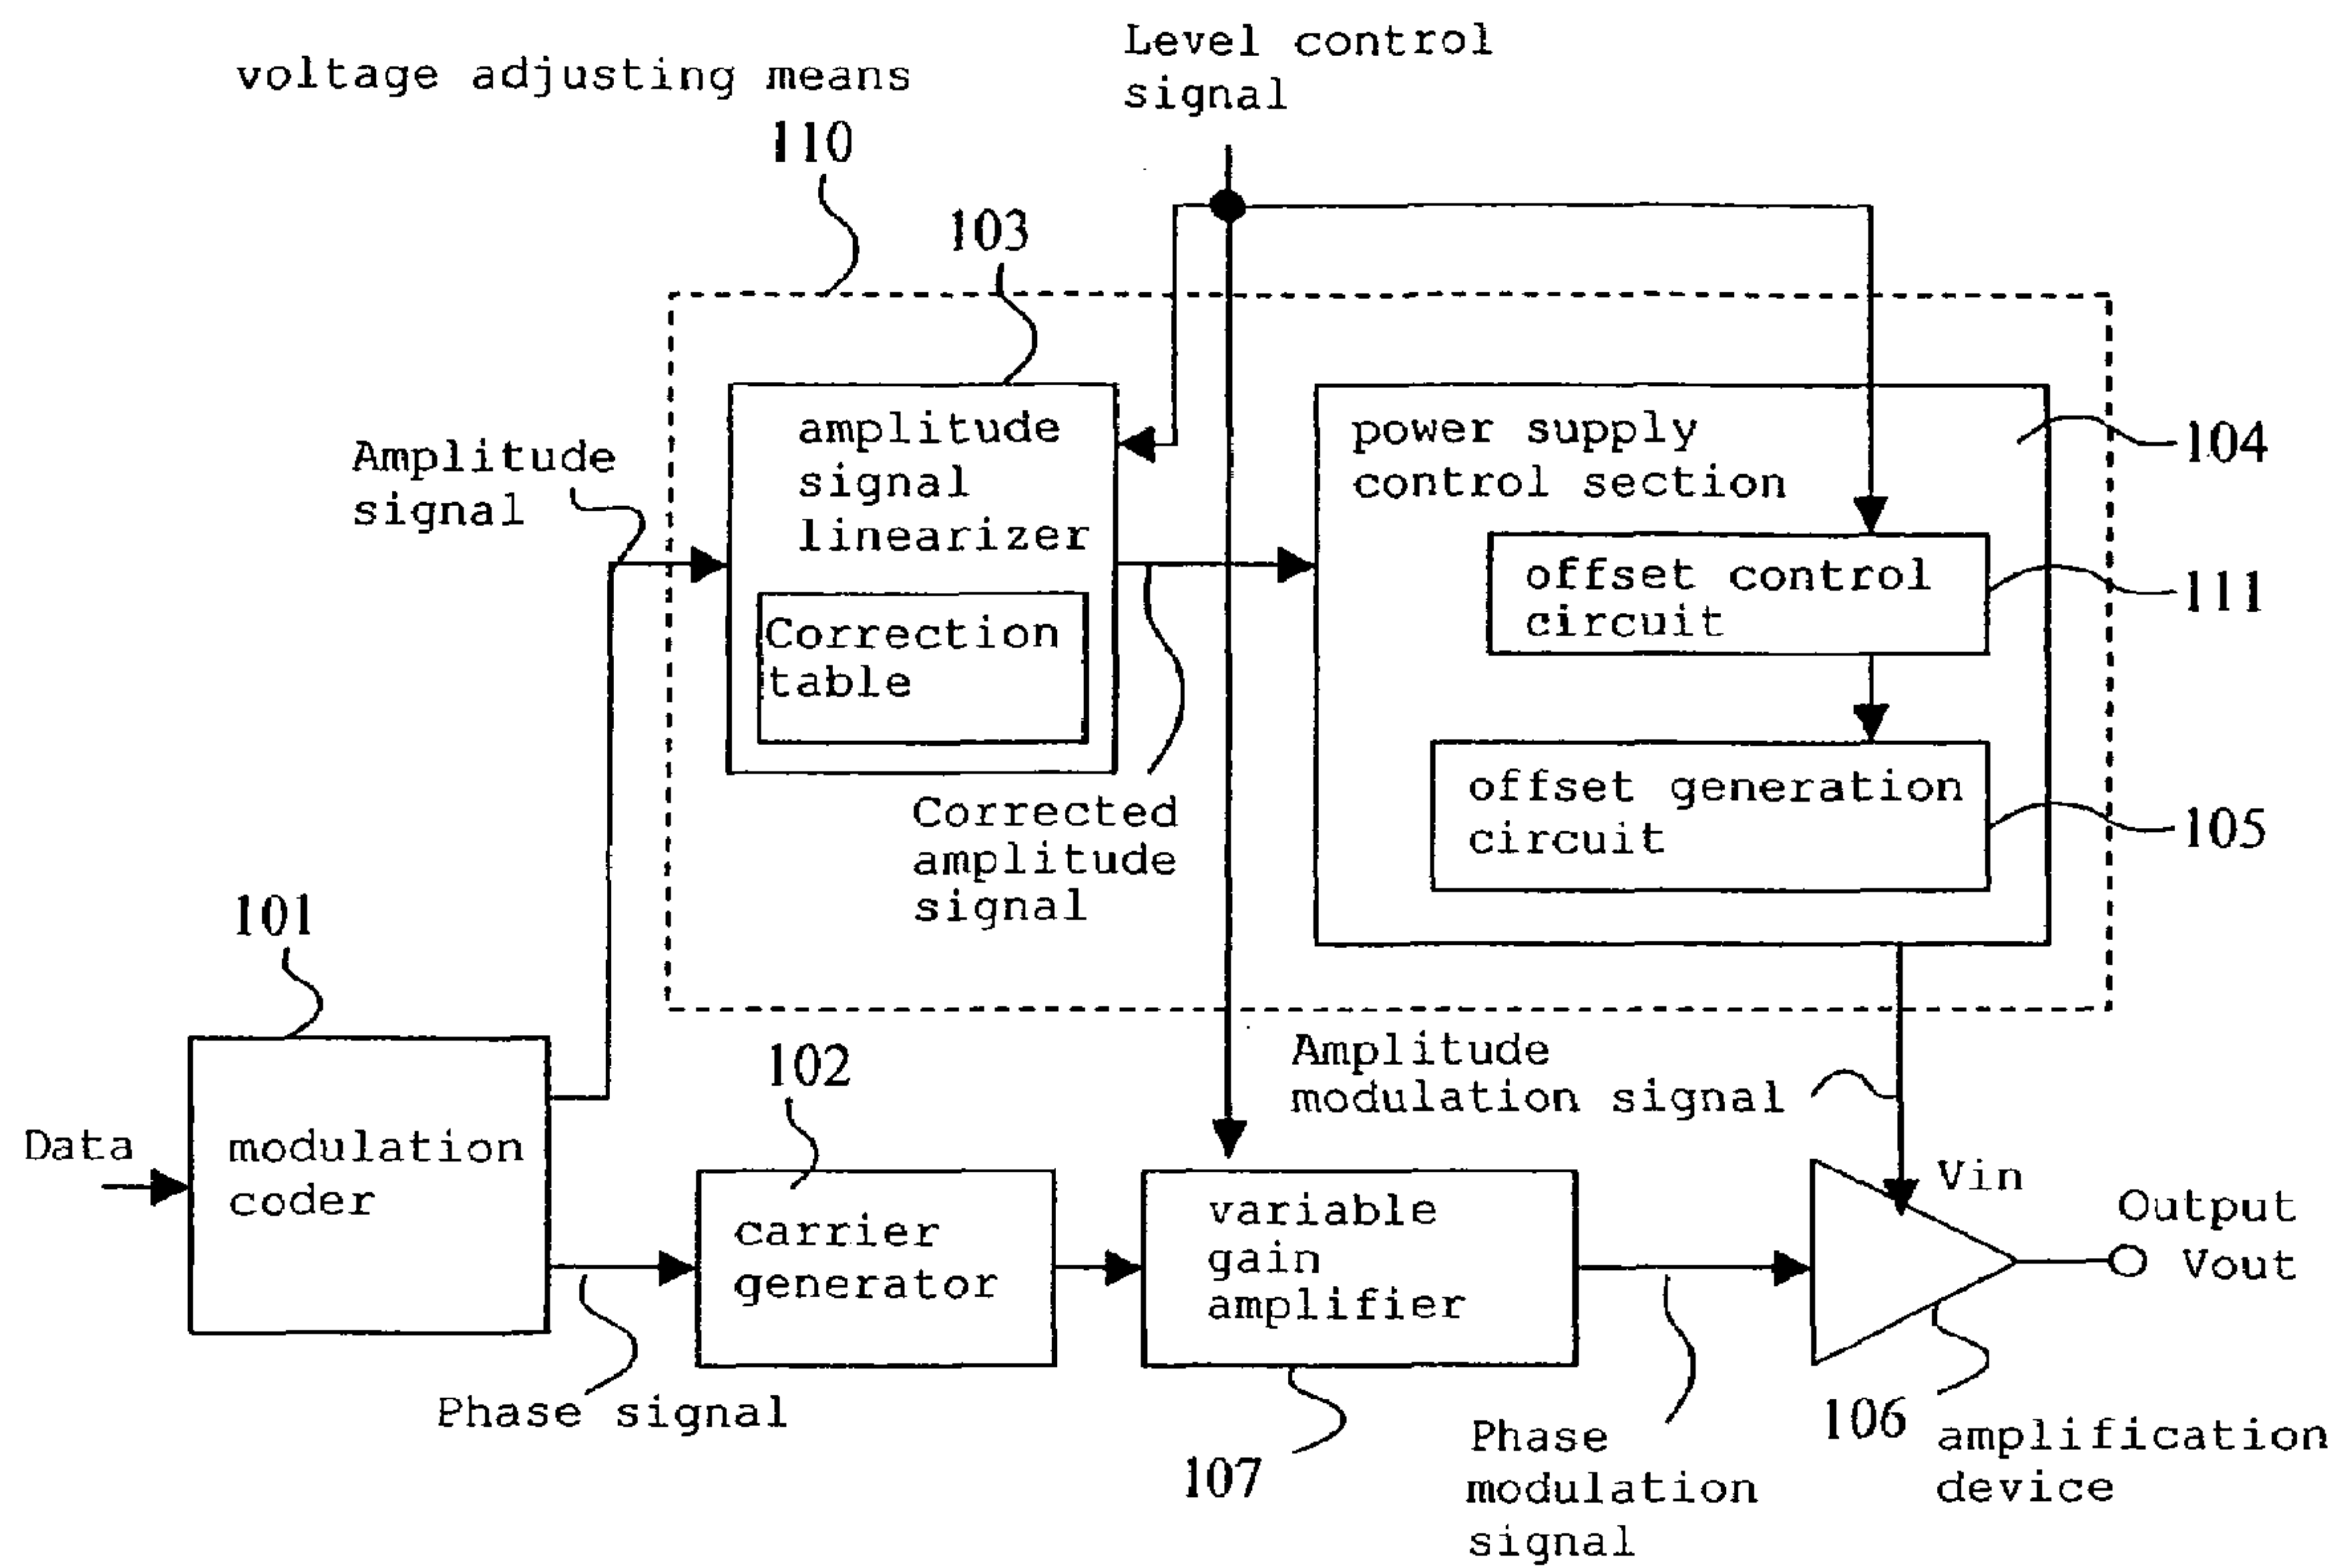 Level control
signal
voltage adjusting means
110
103
amplitude
signal
linearizer
Correction
table
power supply
control section
104
offset control
circuit
111
offset generation
circuit
105
Amplitude
signal
Corrected
amplitude
signal
101
modulation
coder
Data
102
carrier
generator
Phase signal
variable
gain
amplifier
107
Amplitude
modulation signal
Vin
Output
Vout
Phase
modulation
signal
106
amplification
device